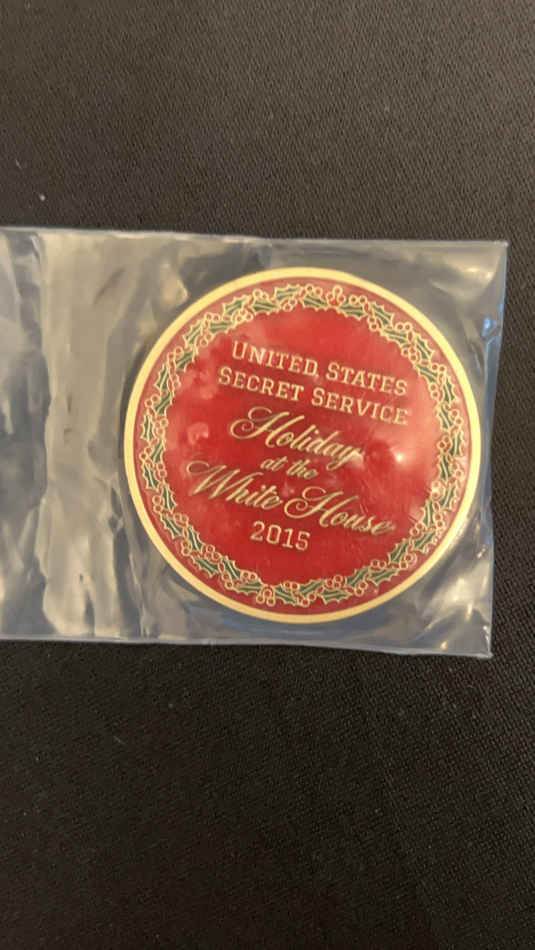 UNITED STATES
SECRET SERVICE
Holiday
at the
White House
2015